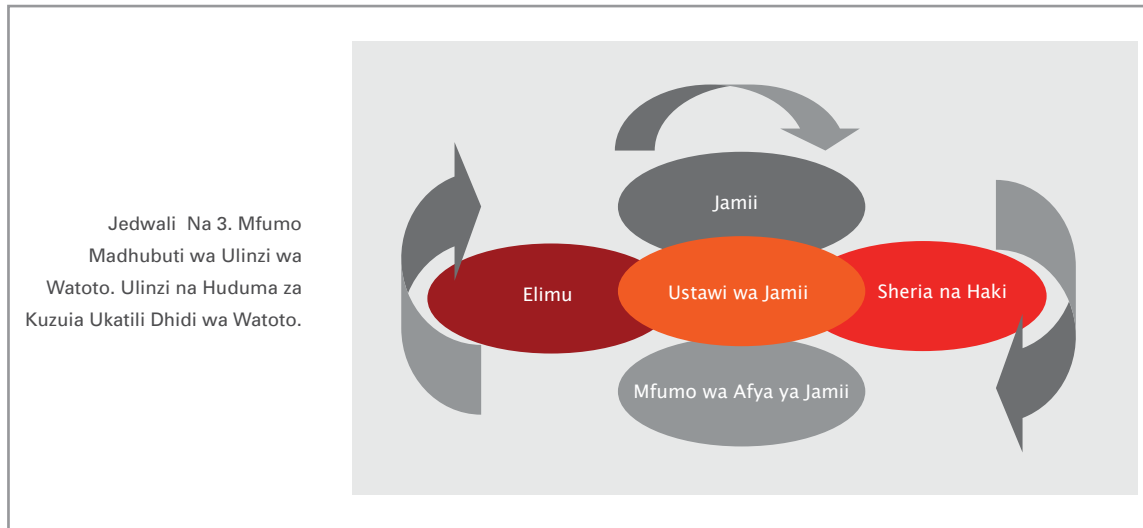 Jedwali Na 3. Mfumo
Madhubuti wa Ulinzi wa
Watoto. Ulinzi na Huduma za
Kuzuia Ukatili Dhidi wa Watoto.
Jamii
Elimu
Ustawi wa Jamii
Sheria na Haki
Mfumo wa Afya ya Jamii